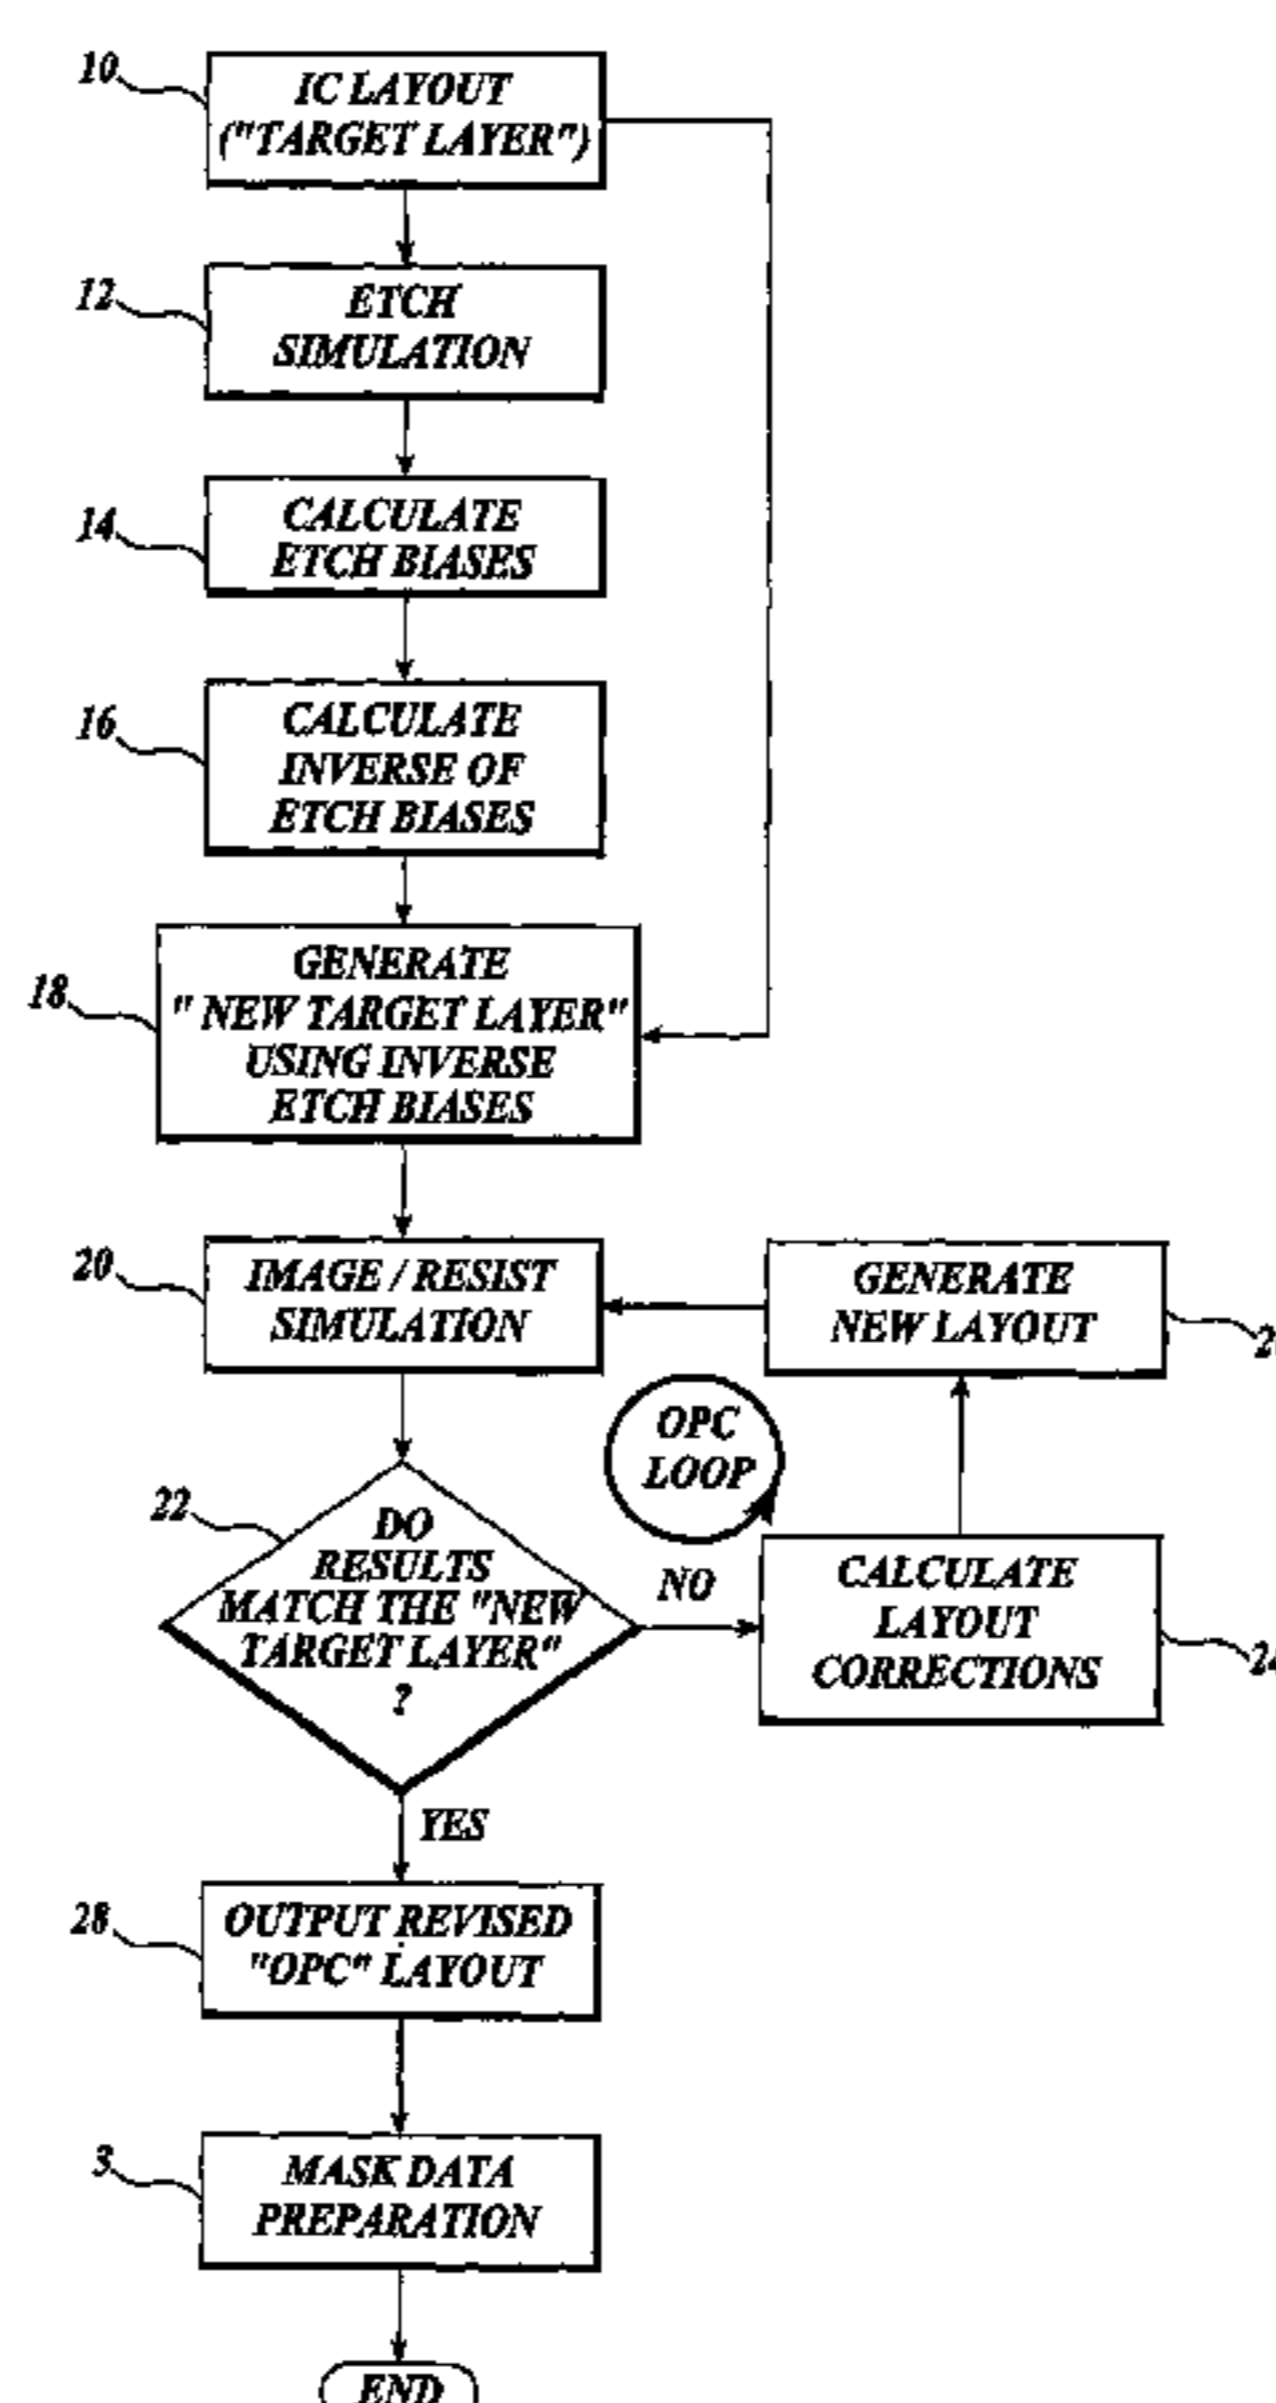 10
IC LAYOUT
("TARGET LAYER")
12
ETCH
SIMULATION
14
CALCULATE
ETCH BIASES
16
CALCULATE
INVERSE OF
ETCH BIASES
18
GENERATE
" NEW TARGET LAYER"
USING INVERSE
ETCH BIASES
20
IMAGE / RESIST
SIMULATION
GENERATE
NEW LAYOUT
OPC
LOOP
22
DO
RESULTS
MATCH THE "NEW
TARGET LAYER"
?
NO
CALCULATE
LAYOUT
CORRECTIONS
YES
28
OUTPUT REVISED
"OPC" LAYOUT
3
MASK DATA
PREPARATION
END